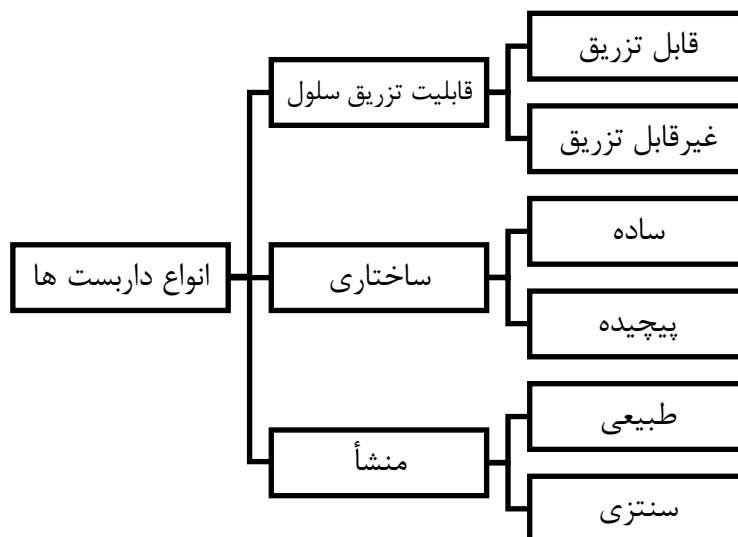 انواع داربست ها
قابلیت تزریق سلول
قابل تزریق
غیرقابل تزریق
ساختاری
ساده
پیچیده
منشأ
طبیعی
سنتزی